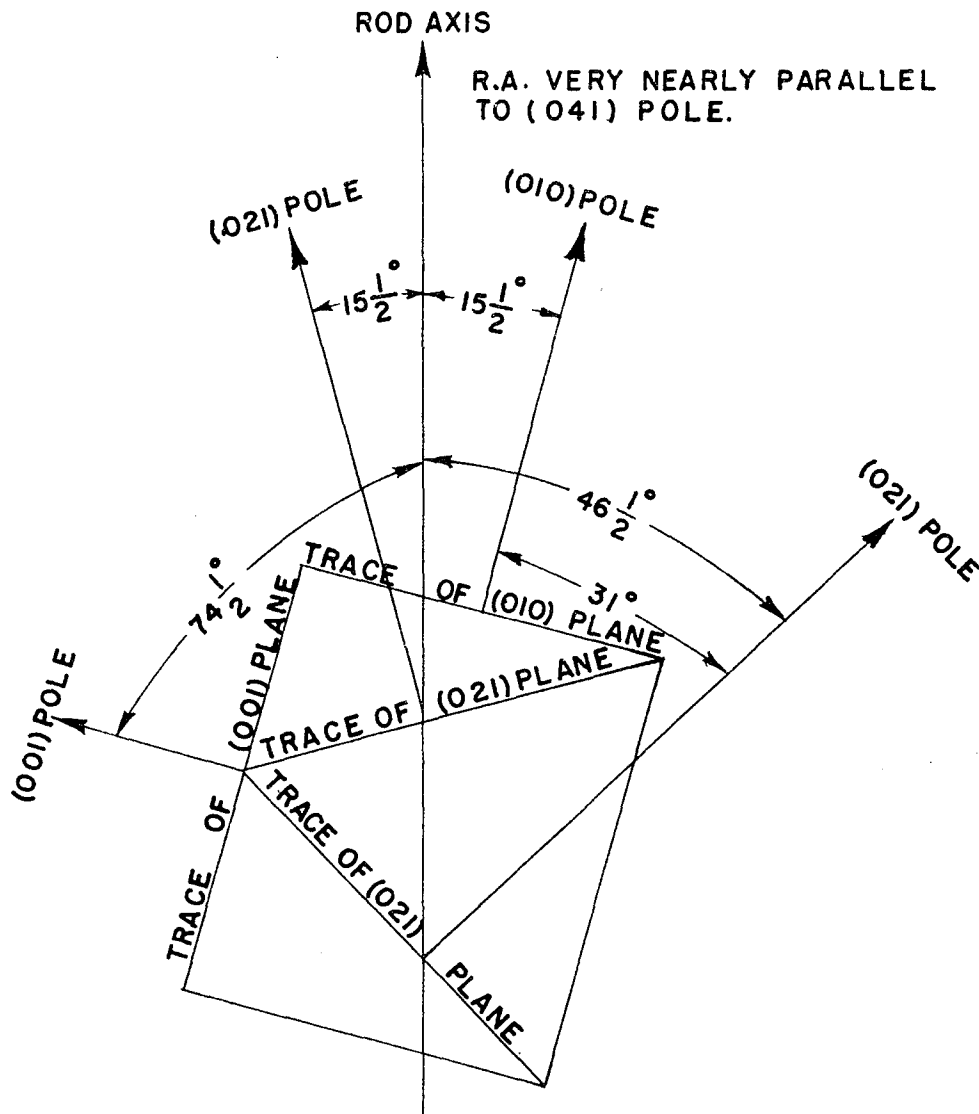 ROD AXIS
R.A. VERY NEARLY PARALLEL
TO (041) POLE.
(021) POLE
(010) POLE
15 1/2°
15 1/2°
(021) POLE
46 1/2°
74 1/2°
31°
TRACE OF (010) PLANE
(001) POLE
TRACE OF (001) PLANE
TRACE OF (021) PLANE
TRACE OF (021) PLANE